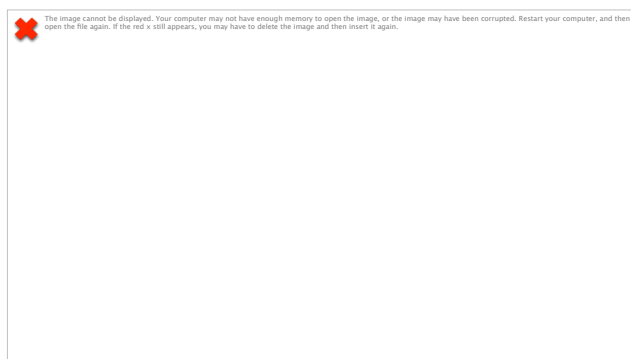 The image cannot be displayed. Your computer may not have enough memory to open the image, or the image may have been corrupted. Restart your computer, and then
open the file again. If the red x still appears, you may have to delete the image and then insert it again.